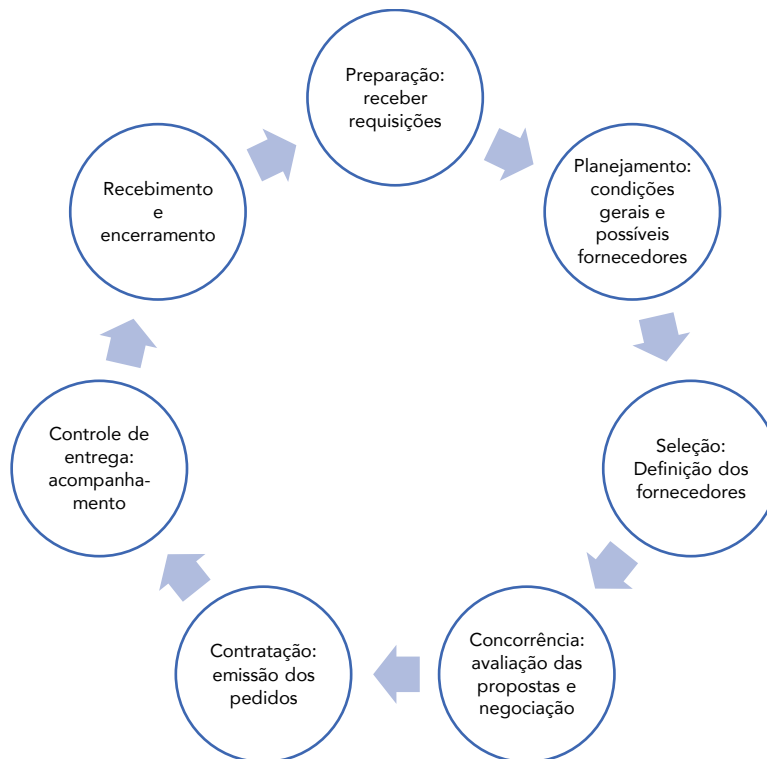 Preparação:
receber
requisições
Planejamento:
condições
gerais e
possíveis
fornecedores
Seleção:
Definição dos
fornecedores
Concorrência:
avaliação das
propostas e
negociação
Contratação:
emissão dos
pedidos
Controle de
entrega:
acompanha-
mento
Recebimento
e
encerramento